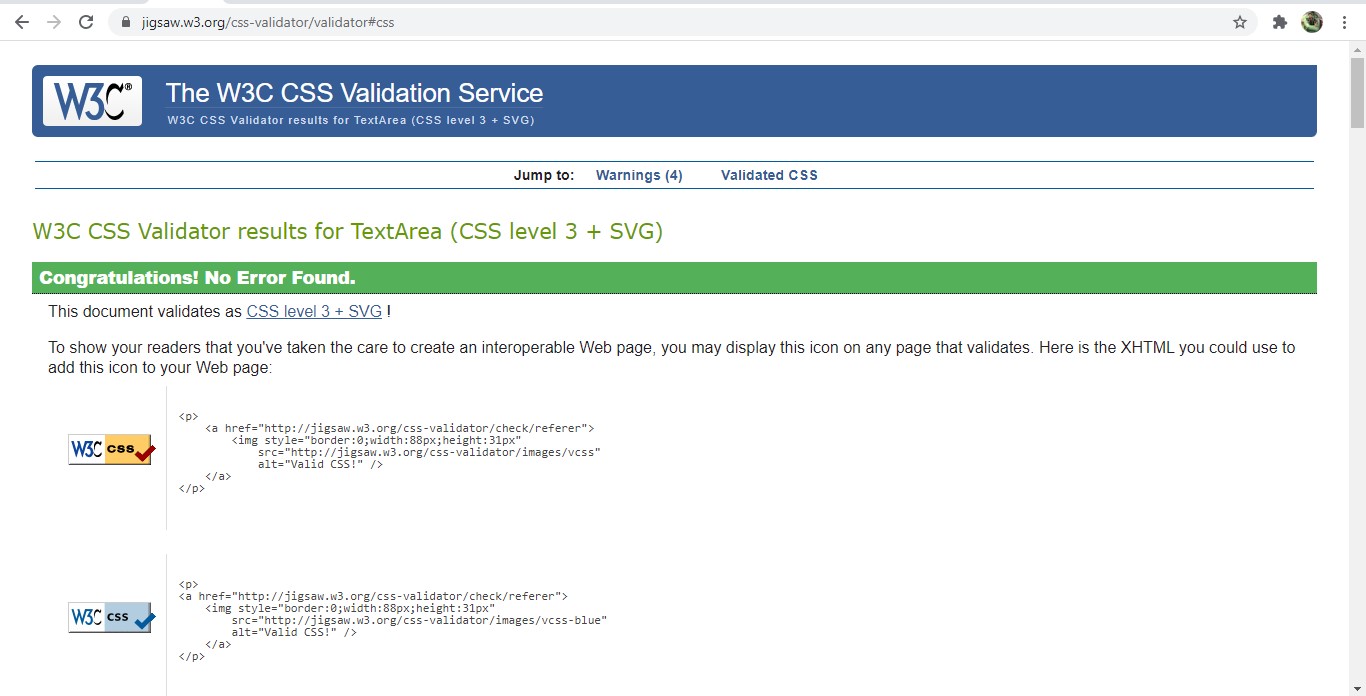 jigsaw.w3.org/css-validator/validator#css
W3C®
The W3C CSS Validation Service
W3C CSS Validator results for TextArea (CSS level 3 + SVG)
Jump to: Warnings (4) Validated CSS
W3C CSS Validator results for TextArea (CSS level 3 + SVG)
Congratulations! No Error Found.
This document validates as CSS level 3 + SVG !
To show your readers that you've taken the care to create an interoperable Web page, you may display this icon on any page that validates. Here is the XHTML you could use to
add this icon to your Web page:
W3C css
<p>
<a href="http://jigsaw.w3.org/css-validator/check/referer">
<img style="border:0;width:88px;height:31px"
src="http://jigsaw.w3.org/css-validator/images/vcss"
alt="Valid CSS!" />
</a>
</p>
W3C css
<p>
<a href="http://jigsaw.w3.org/css-validator/check/referer">
<img style="border:0;width:88px;height:31px"
src="http://jigsaw.w3.org/css-validator/images/vcss-blue"
alt="Valid CSS!" />
</a>
</p>